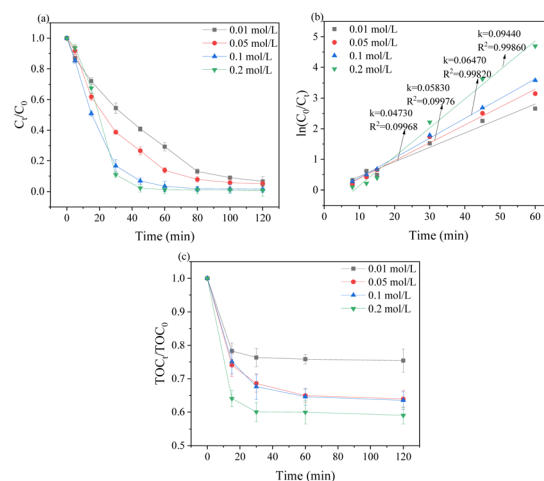 (a)
0.01 mol/L
0.05 mol/L
0.1 mol/L
0.2 mol/L
1.0
0.8
0.6
0.4
0.2
0.0
Ct/C0
0 20 40 60 80 100 120
Time (min)
(b)
0.01 mol/L
0.05 mol/L
0.1 mol/L
0.2 mol/L
k=0.09440
R²=0.99860
k=0.06470
R²=0.99820
k=0.05830
R²=0.99976
k=0.04730
R²=0.99968
5
4
3
2
1
0
-1
ln(C0/Ct)
0 15 30 45 60
Time (min)
(c)
0.01 mol/L
0.05 mol/L
0.1 mol/L
0.2 mol/L
1.0
0.9
0.8
0.7
0.6
0.5
TOCt/TOC0
0 20 40 60 80 100 120
Time (min)